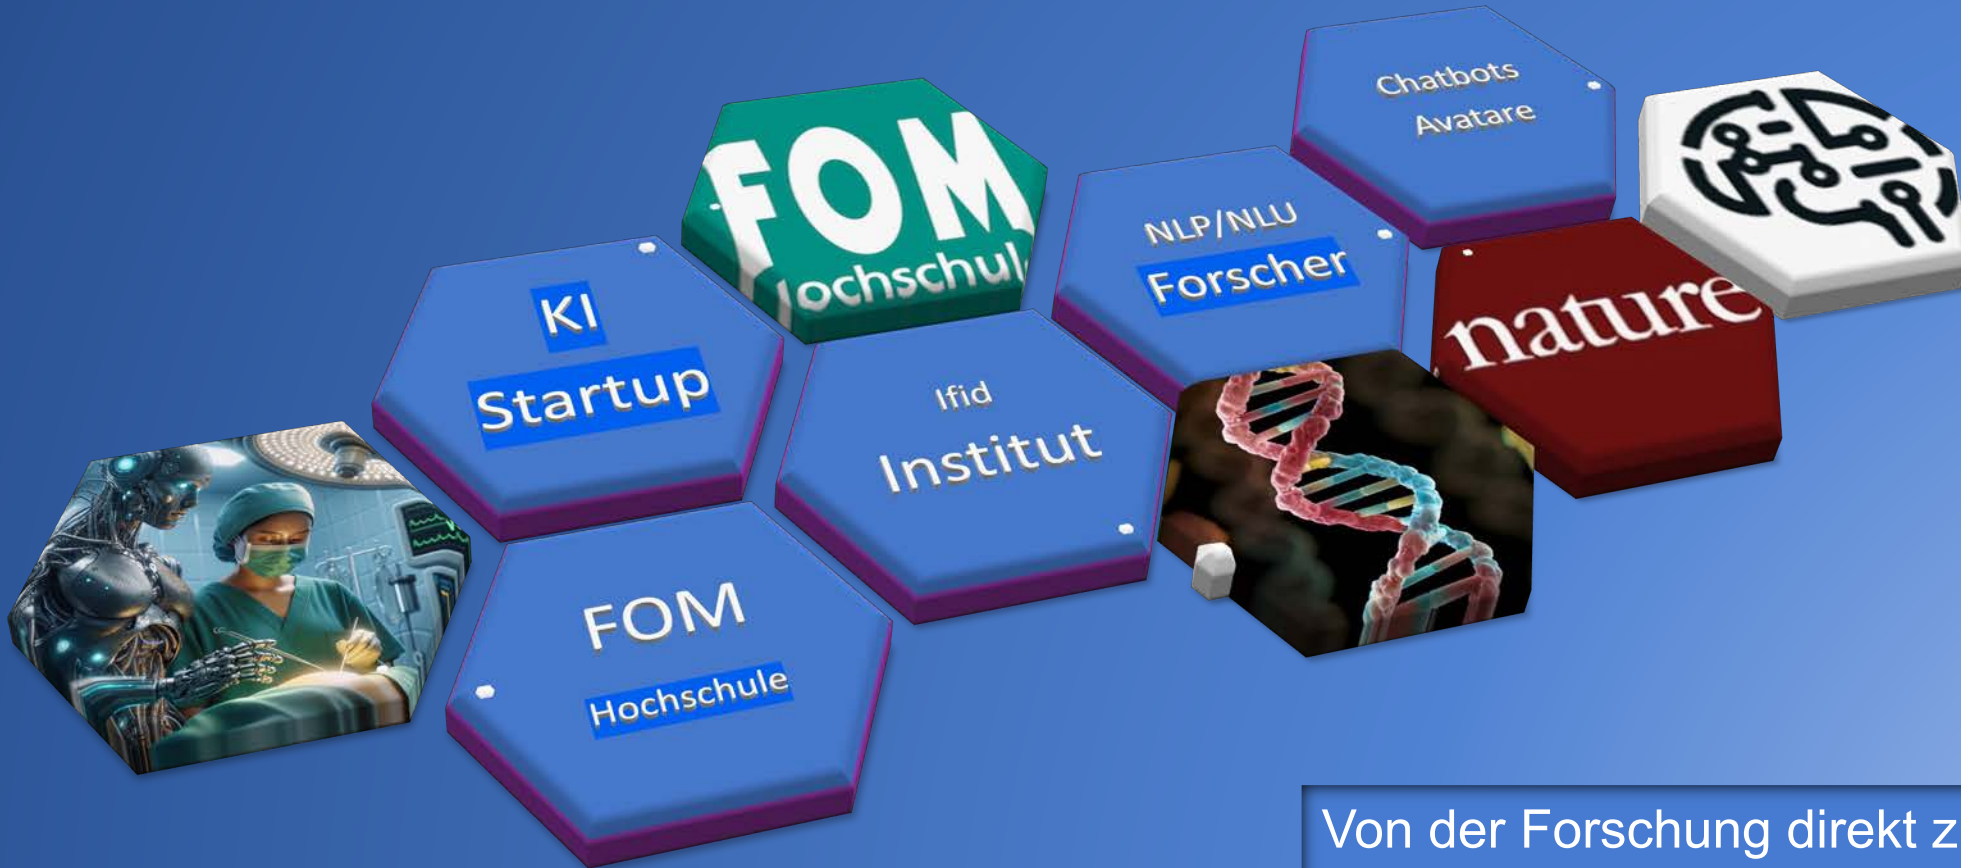 Chatbots
Avatare
FOM
ochschul
NLP/NLU
Forscher
nature
KI
Startup
Ifid
Institut
FOM
Hochschule
Von der Forschung direkt z